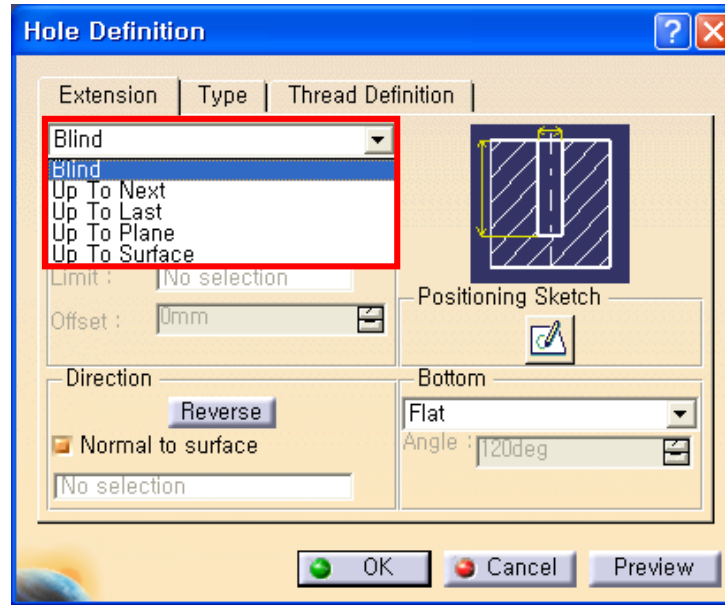 Hole Definition
Extension
Type
Thread Definition
Blind
Blind
Up To Next
Up To Last
Up To Plane
Up To Surface
Limit :
No selection
Offset :
0mm
Positioning Sketch
Direction
Reverse
Normal to surface
No selection
Bottom
Flat
Angle :
120deg
OK
Cancel
Preview